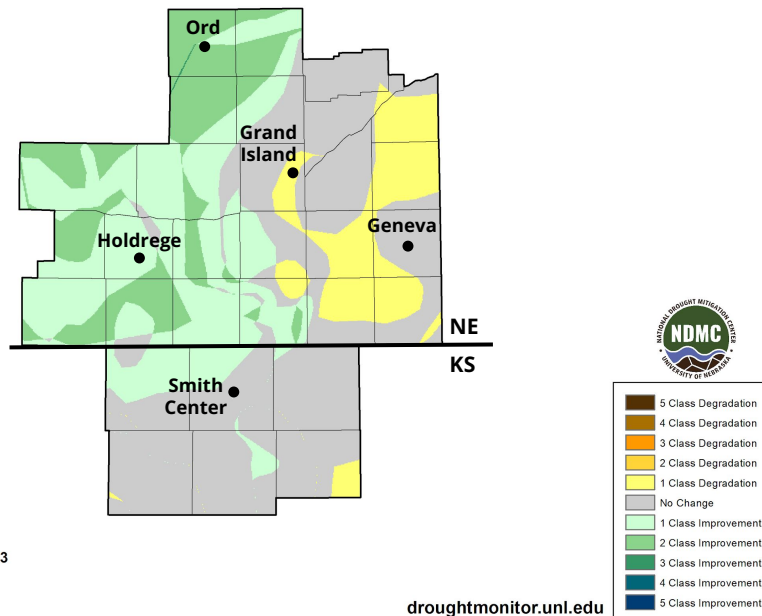 Ord
Grand
Island
Geneva
Holdrege
NE
KS
Smith
Center
NATIONAL DROUGHT MITIGATION CENTER
NDMC
UNIVERSITY OF NEBRASKA
5 Class Degradation
4 Class Degradation
3 Class Degradation
2 Class Degradation
1 Class Degradation
No Change
1 Class Improvement
2 Class Improvement
3 Class Improvement
4 Class Improvement
5 Class Improvement
3
droughtmonitor.unl.edu